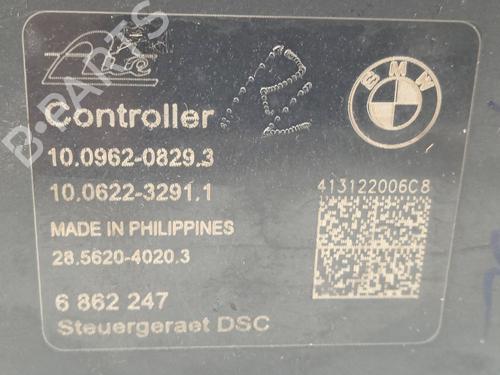 B-PARTS
BMW
Controller
10.0962-0829.3
10.0622-3291.1
413122006C8
MADE IN PHILIPPINES
28.5620-4020.3
6 862 247
Steuergeraet DSC